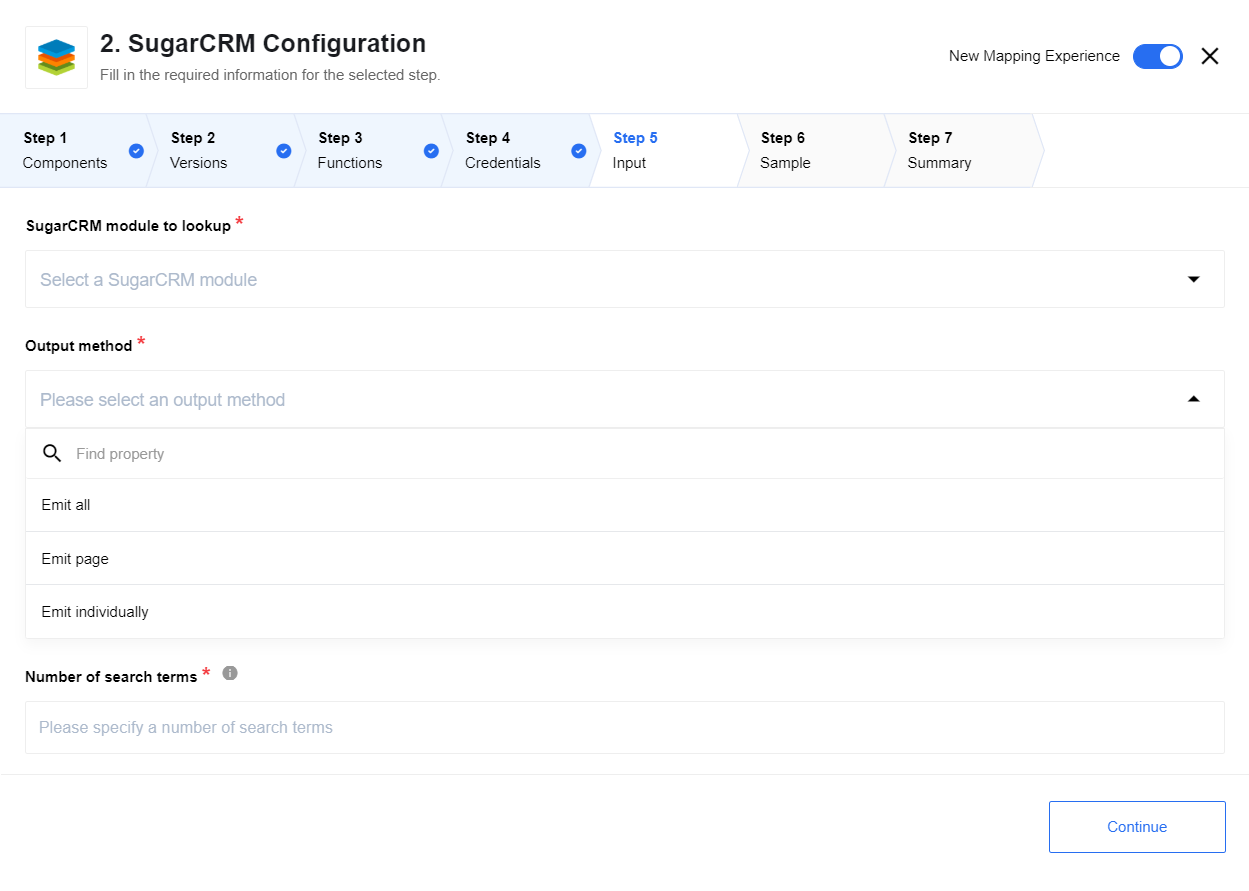 2. SugarCRM Configuration
Fill in the required information for the selected step.
New Mapping Experience
Step 1
Components
Step 2
Versions
Step 3
Functions
Step 4
Credentials
Step 5
Input
Step 6
Sample
Step 7
Summary
SugarCRM module to lookup *
Select a SugarCRM module
Output method *
Please select an output method
Find property
Emit all
Emit page
Emit individually
Number of search terms *
Please specify a number of search terms
Continue